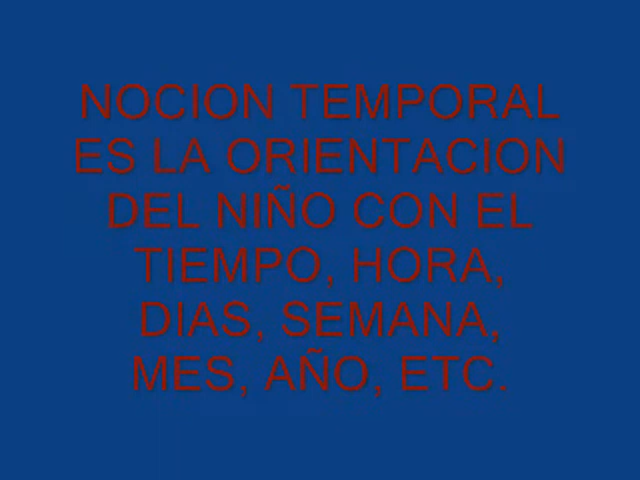 NOCION TEMPORAL
ES LA ORIENTACION
DEL NIÑO CON EL
TIEMPO, HORA,
DIAS, SEMANA,
MES, AÑO, ETC.